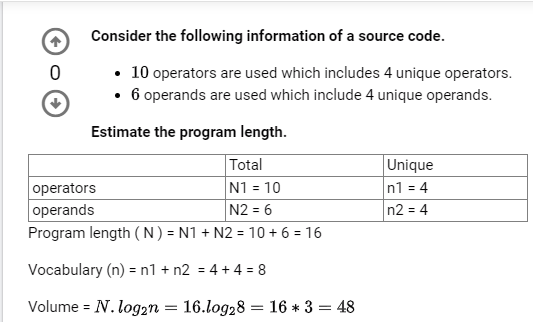 Consider the following information of a source code.
0
• 10 operators are used which includes 4 unique operators.
• 6 operands are used which include 4 unique operands.
Estimate the program length.
Total Unique
operators N1 = 10 n1 = 4
operands N2 = 6 n2 = 4
Program length ( N ) = N1 + N2 = 10 + 6 = 16
Vocabulary (n) = n1 + n2 = 4 + 4 = 8
Volume = N. log₂n = 16.log₂8 = 16 * 3 = 48